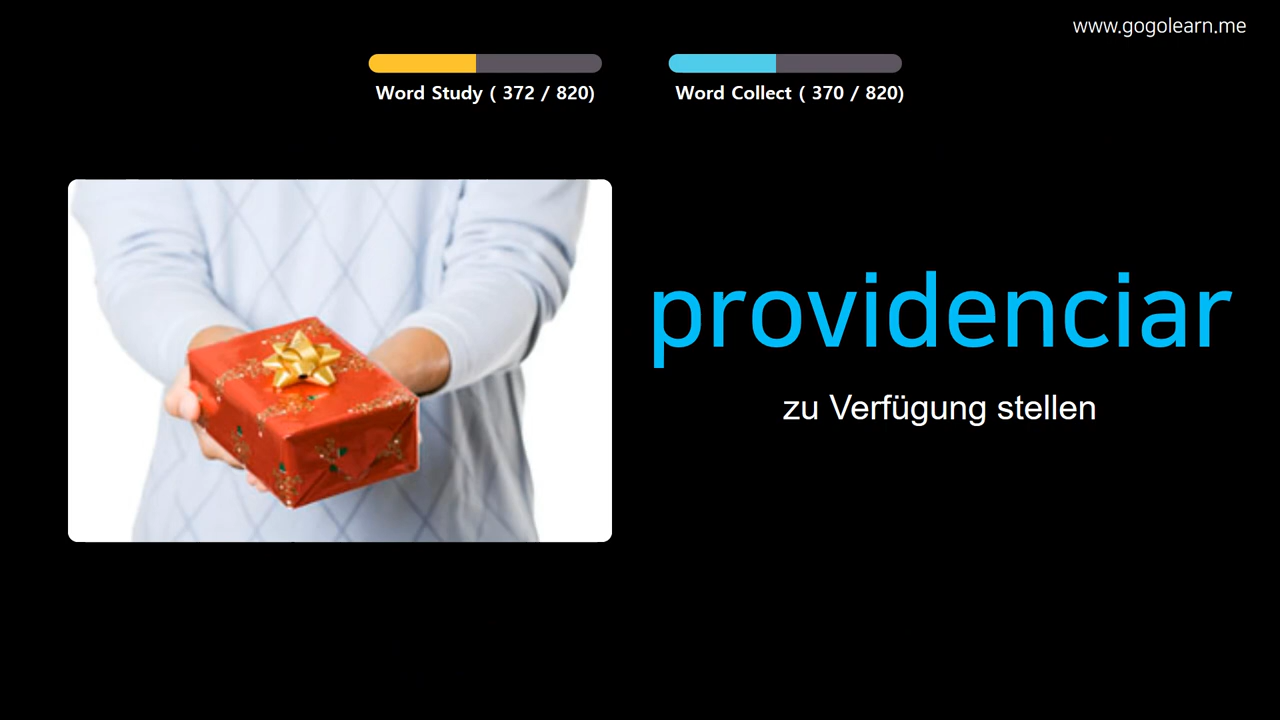 www.gogolearn.me
Word Study ( 372 / 820)
Word Collect ( 370 / 820)
providenciar
zu Verfügung stellen